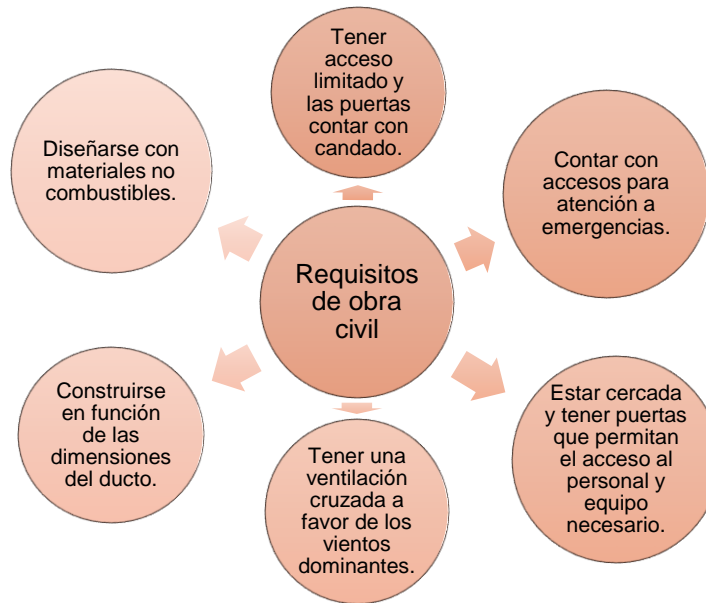 Tener
acceso
limitado y
las puertas
contar con
candado.
Contar con
accesos para
atención a
emergencias.
Estar cercada
y tener puertas
que permitan
el acceso al
personal y
equipo
necesario.
Tener una
ventilación
cruzada a
favor de los
vientos
dominantes.
Construirse
en función
de las
dimensiones
del ducto.
Diseñarse con
materiales no
combustibles.
Requisitos
de obra
civil